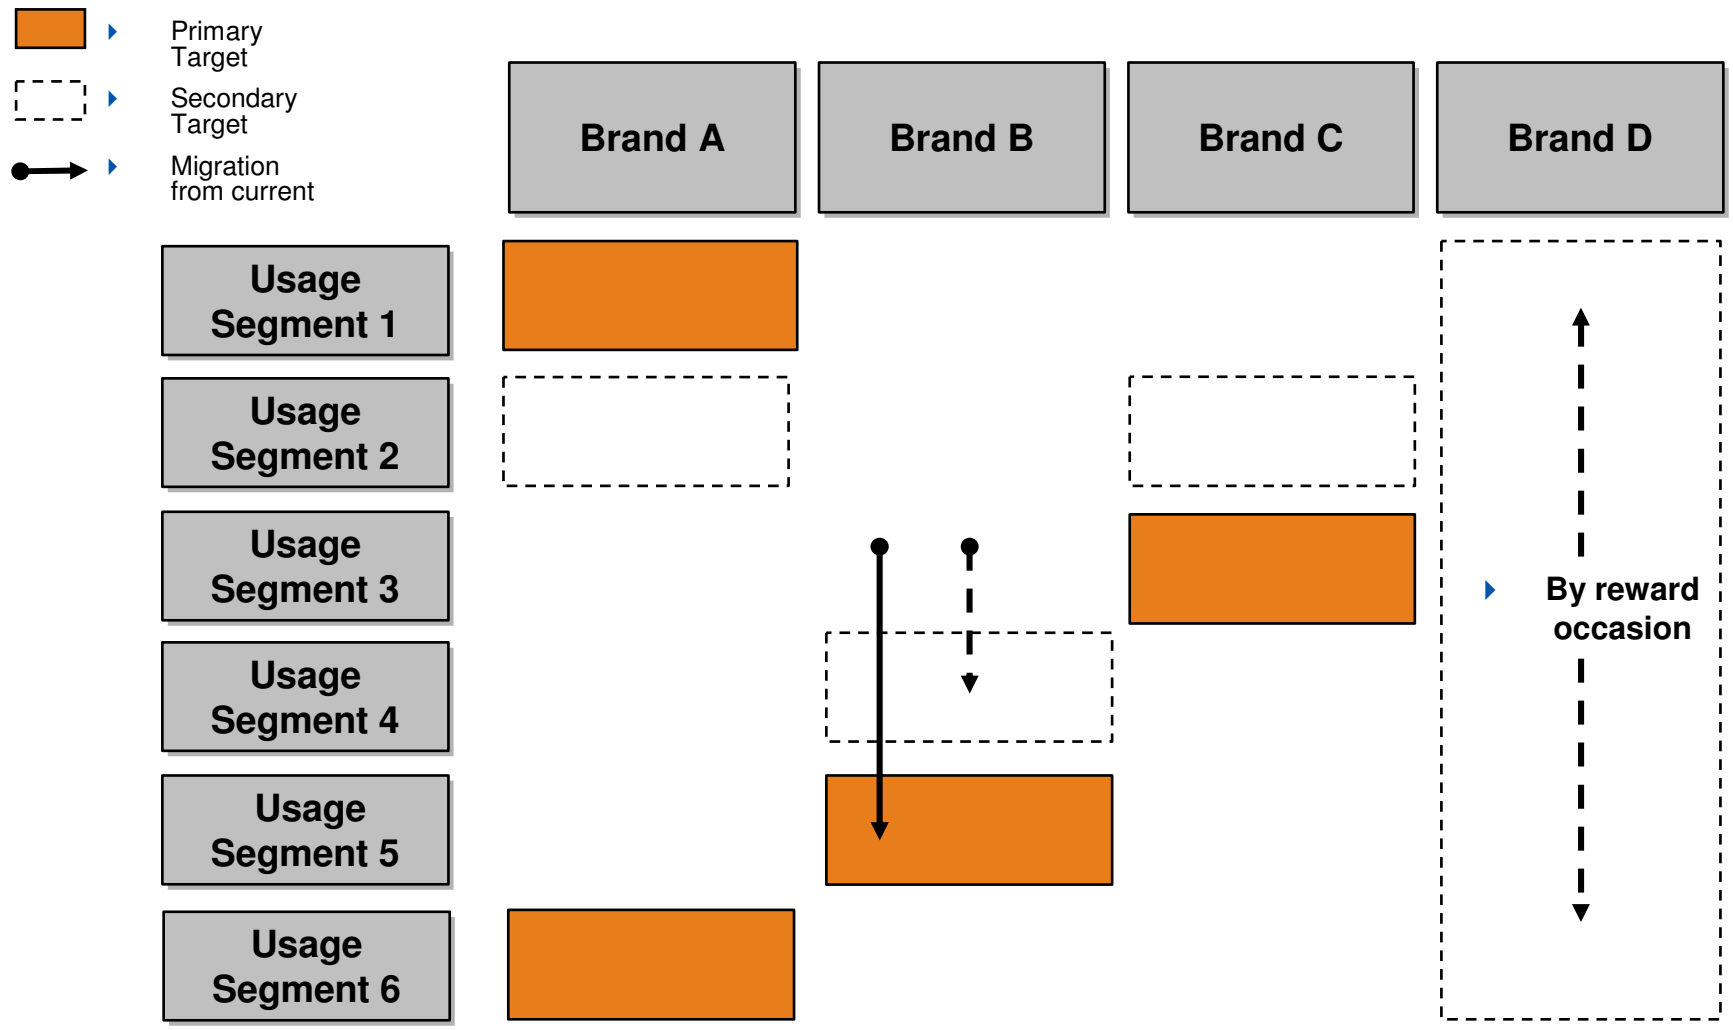 Primary
Target
Secondary
Target
Migration
from current
Brand A
Brand B
Brand C
Brand D
Usage
Segment 1
Usage
Segment 2
Usage
Segment 3
Usage
Segment 4
Usage
Segment 5
Usage
Segment 6
By reward
occasion